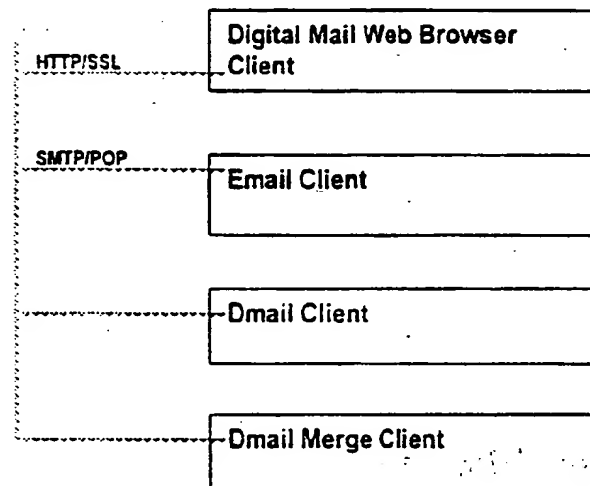 Digital Mail Web Browser
Client
HTTP/SSL
SMTP/POP
Email Client
Dmail Client
Dmail Merge Client